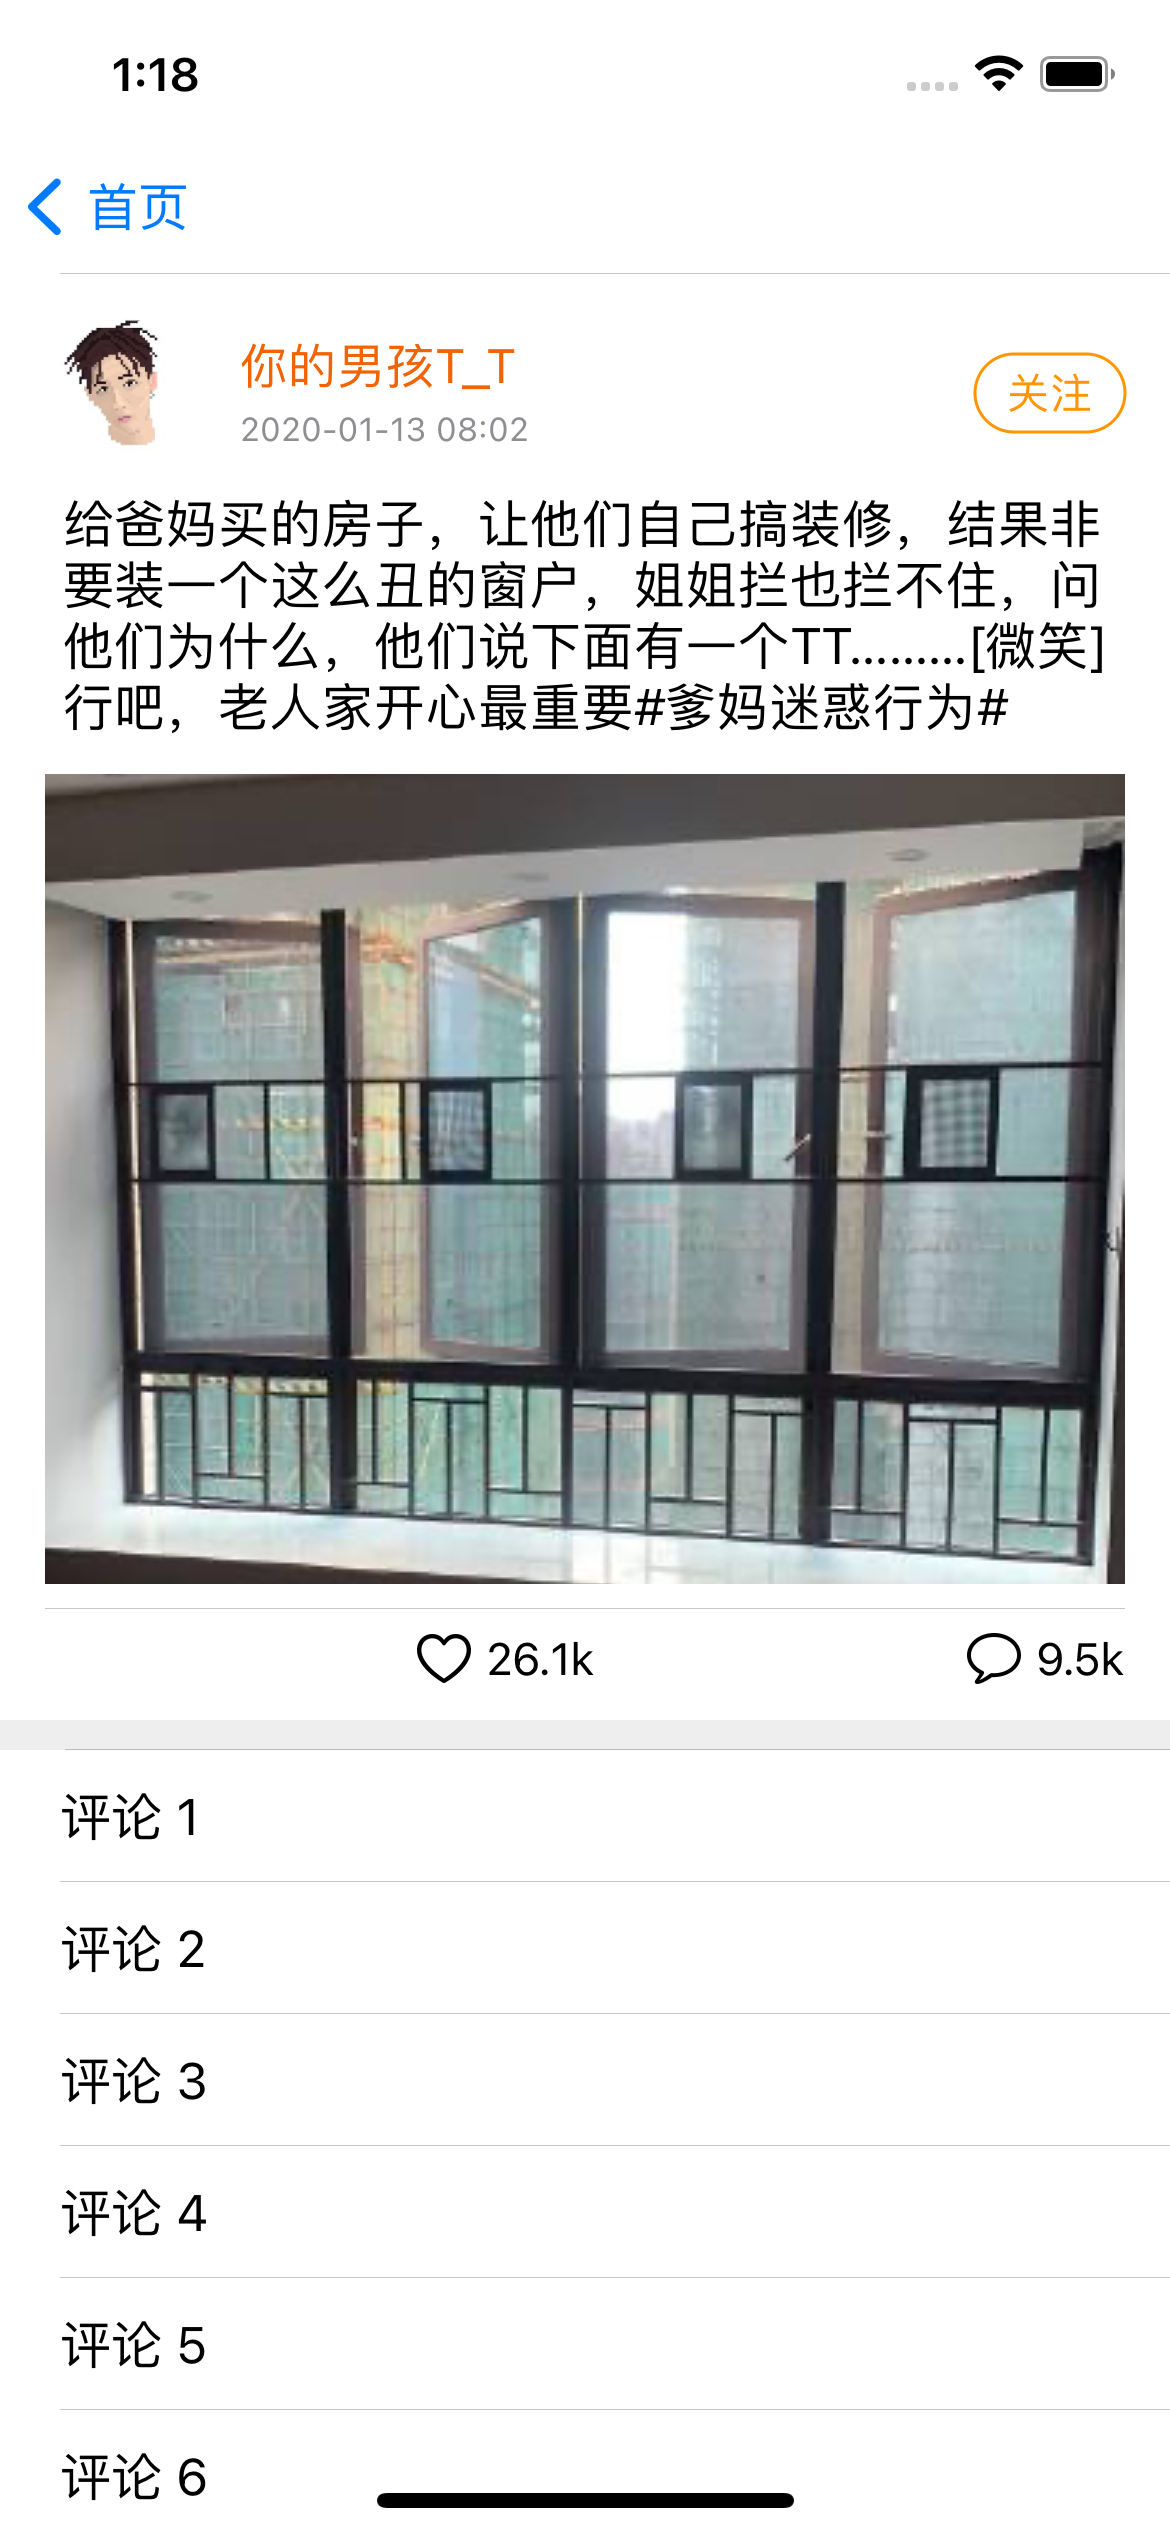 1:18
首页
你的男孩T_T
2020-01-13 08:02
关注
给爸妈买的房子，让他们自己搞装修，结果非
要装一个这么丑的窗户，姐姐拦也拦不住，问
他们为什么，他们说下面有一个TT………[微笑]
行吧，老人家开心最重要#爹妈迷惑行为#
26.1k
9.5k
评论 1
评论 2
评论 3
评论 4
评论 5
评论 6